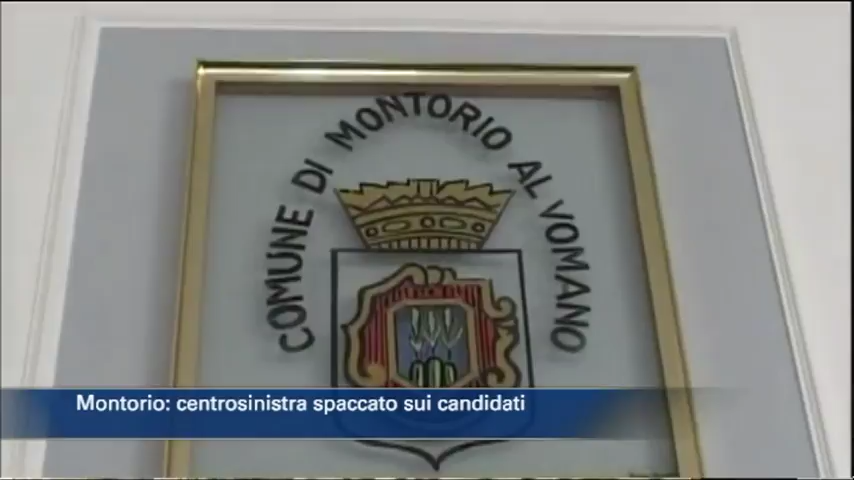 COMUNE DI MONTORIO AL VOMANO
Montorio: centrosinistra spaccato sui candidati